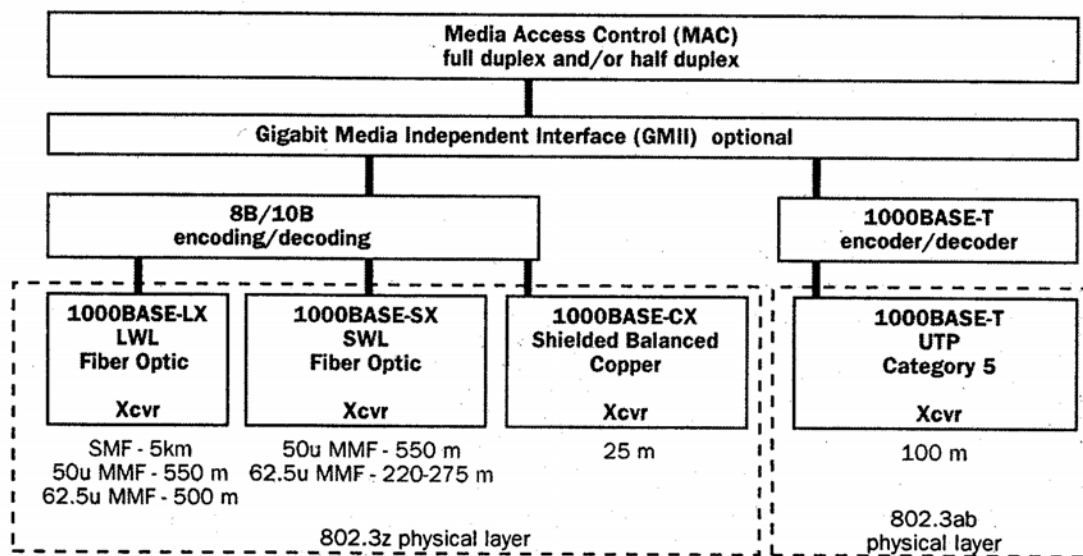 Media Access Control (MAC)
full duplex and/or half duplex
Gigabit Media Independent Interface (GMII) optional
8B/10B
encoding/decoding
1000BASE-T
encoder/decoder
1000BASE-LX
LWL
Fiber Optic
Xcvr
1000BASE-SX
SWL
Fiber Optic
Xcvr
1000BASE-CX
Shielded Balanced
Copper
Xcvr
1000BASE-T
UTP
Category 5
Xcvr
SMF - 5km
50u MMF - 550 m
62.5u MMF - 500 m
50u MMF - 550 m
62.5u MMF - 220-275 m
25 m
100 m
802.3z physical layer
802.3ab
physical layer